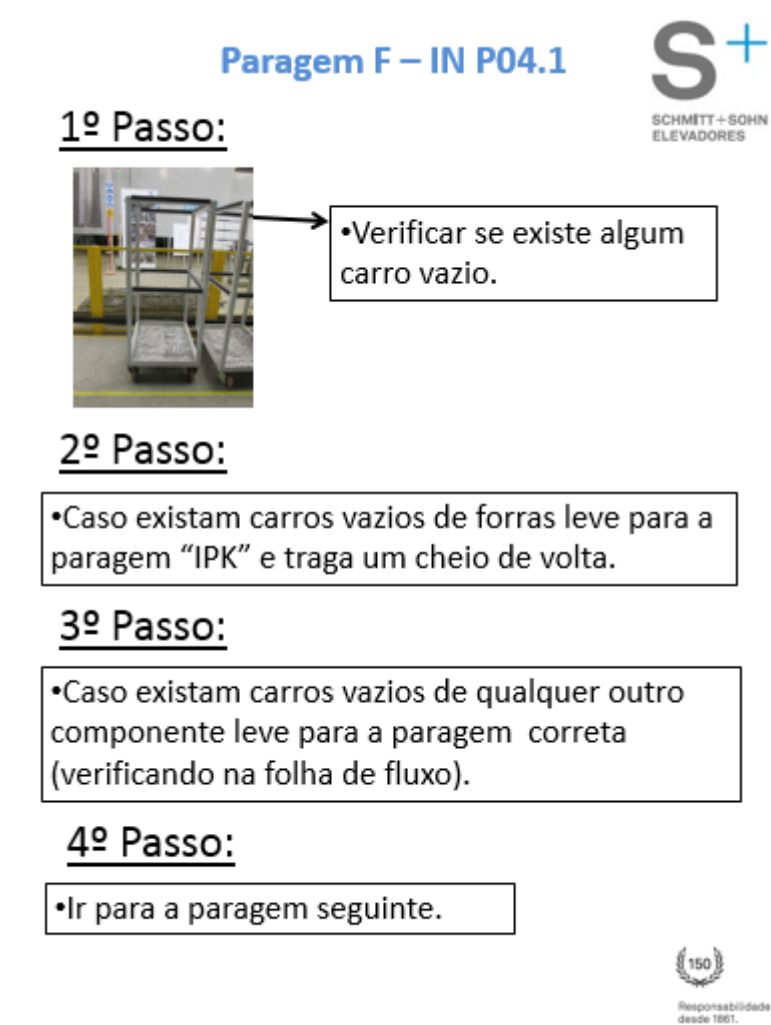 Paragem F – IN P04.1
S+
SCHMITT+SOHN
ELEVADORES
1º Passo:
•Verificar se existe algum
carro vazio.
2º Passo:
•Caso existam carros vazios de forras leve para a
paragem “IPK” e traga um cheio de volta.
3º Passo:
•Caso existam carros vazios de qualquer outro
componente leve para a paragem  correta
(verificando na folha de fluxo).
4º Passo:
•Ir para a paragem seguinte.
150
Responsabilidade
desde 1861.